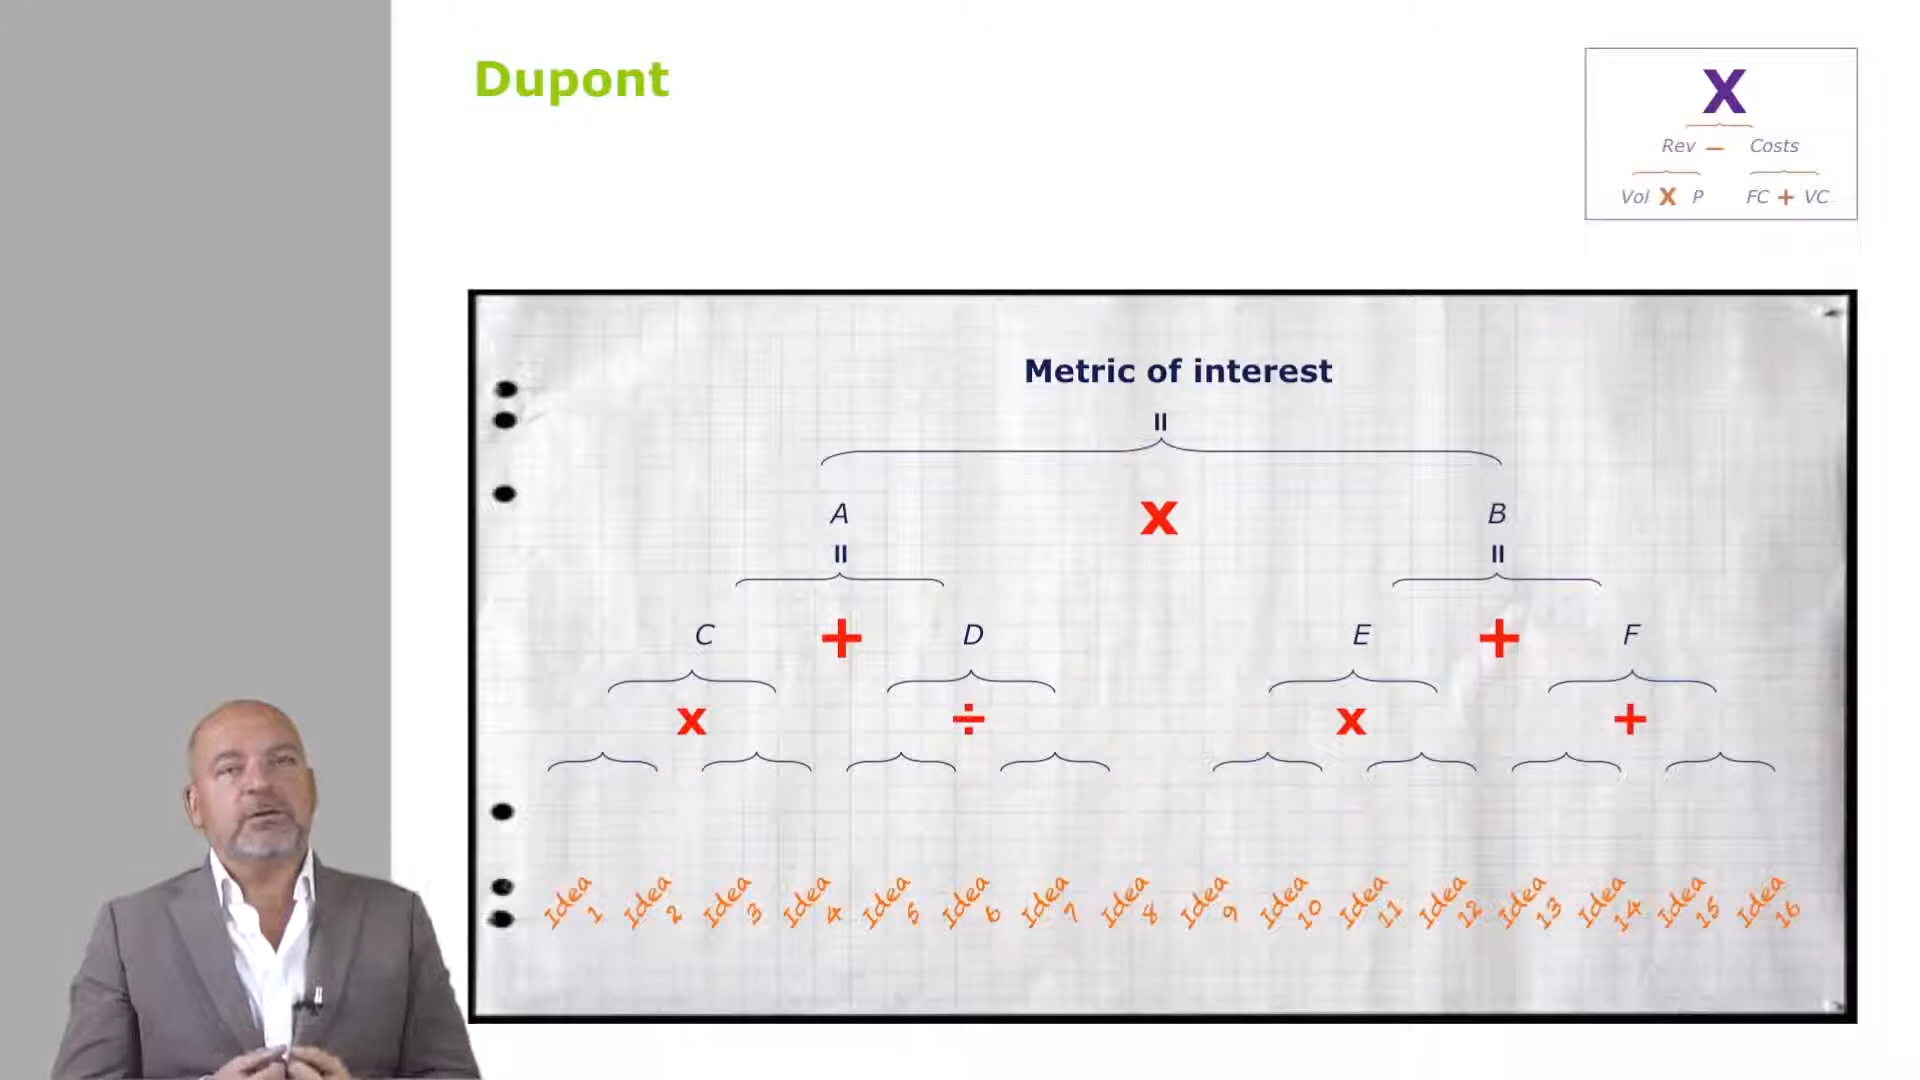 Dupont
X
Rev – Costs
Vol X P FC + VC
Metric of interest
=
A x B
= =
C + D E + F
x ÷ x +
Idea 1 Idea 2 Idea 3 Idea 4 Idea 5 Idea 6 Idea 7 Idea 8 Idea 9 Idea 10 Idea 11 Idea 12 Idea 13 Idea 14 Idea 15 Idea 16